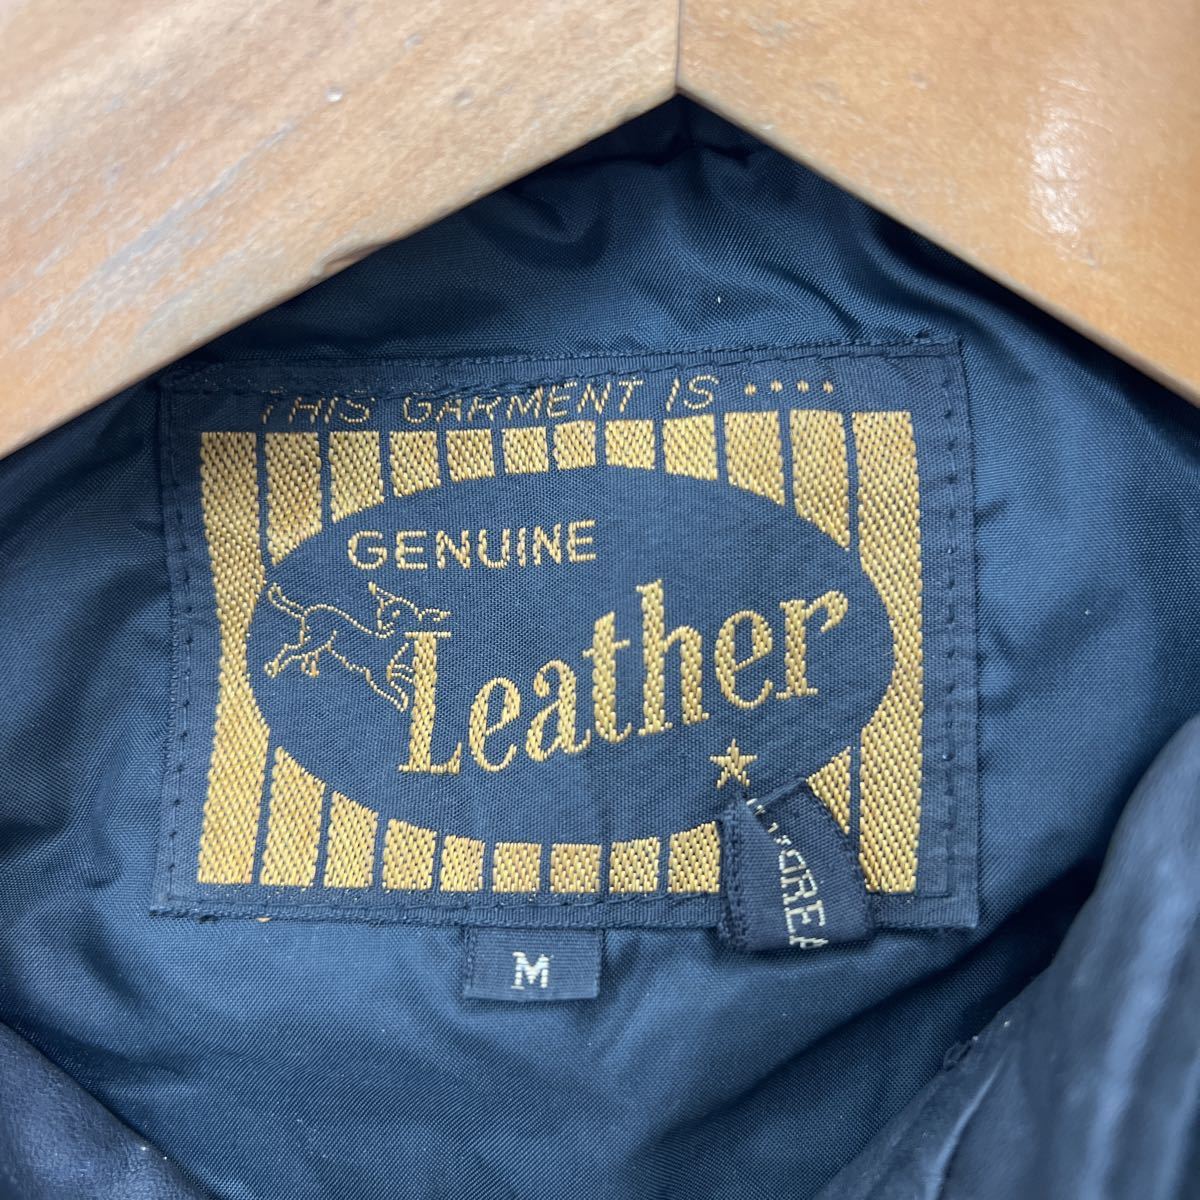 THIS GARMENT IS ····
GENUINE
Leather
M